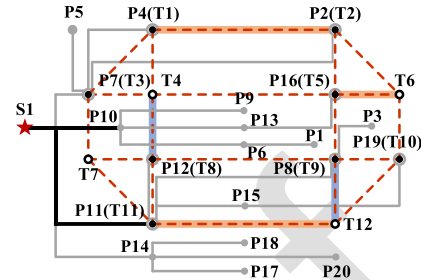 P5 P4(T1) P2(T2)
P7(T3) T4 P16(T5) T6
S1 P10 P9
P13 P3
P1
P6 P19(T10)
T7 P12(T8) P8(T9)
P15
P11(T11) T12
P14 P18
P17 P20